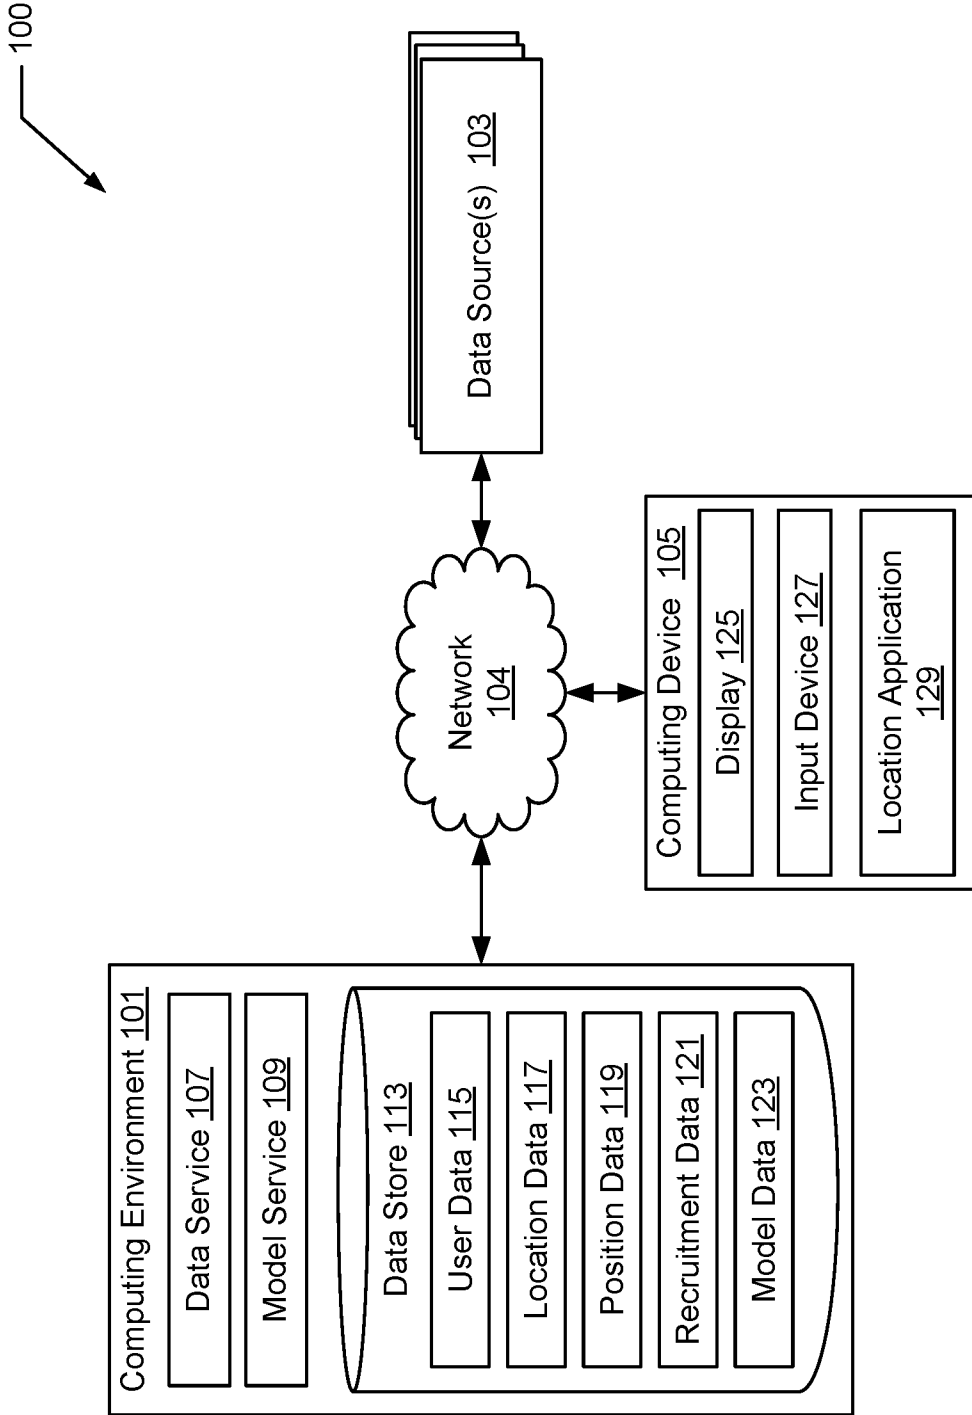 100
Computing Environment 101
Data Service 107
Model Service 109
Data Store 113
User Data 115
Location Data 117
Position Data 119
Recruitment Data 121
Model Data 123
Network
104
Data Source(s) 103
Computing Device 105
Display 125
Input Device 127
Location Application
129